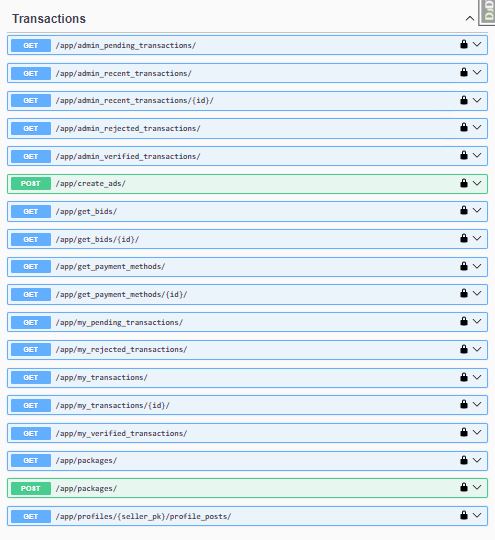 Transactions
GET /app/admin_pending_transactions/
GET /app/admin_recent_transactions/
GET /app/admin_recent_transactions/{id}/
GET /app/admin_rejected_transactions/
GET /app/admin_verified_transactions/
POST /app/create_ads/
GET /app/get_bids/
GET /app/get_bids/{id}/
GET /app/get_payment_methods/
GET /app/get_payment_methods/{id}/
GET /app/my_pending_transactions/
GET /app/my_rejected_transactions/
GET /app/my_transactions/
GET /app/my_transactions/{id}/
GET /app/my_verified_transactions/
GET /app/packages/
POST /app/packages/
GET /app/profiles/{seller_pk}/profile_posts/